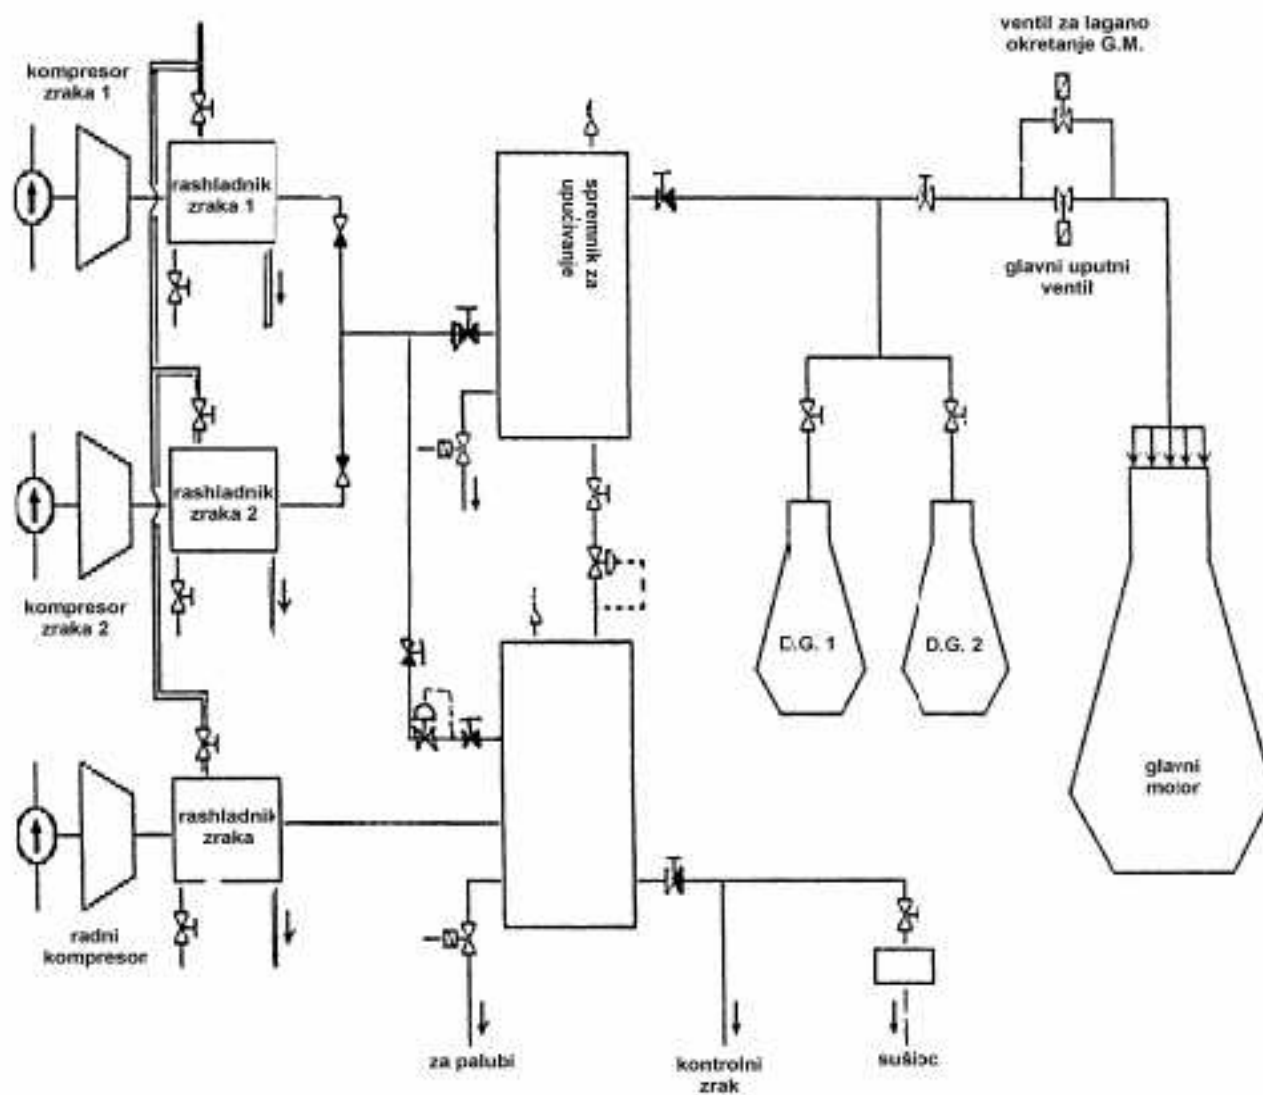 ventil za lagano
okretanje G.M.
kompresor
zraka 1
rashladnik
zraka 1
spremnik za
upućivanje
glavni uputni
ventil
rashladnik
zraka 2
kompresor
zraka 2
D.G. 1
D.G. 2
glavni
motor
rashladnik
zraka
radni
kompresor
za palubi
kontrolni
zrak
sušioc